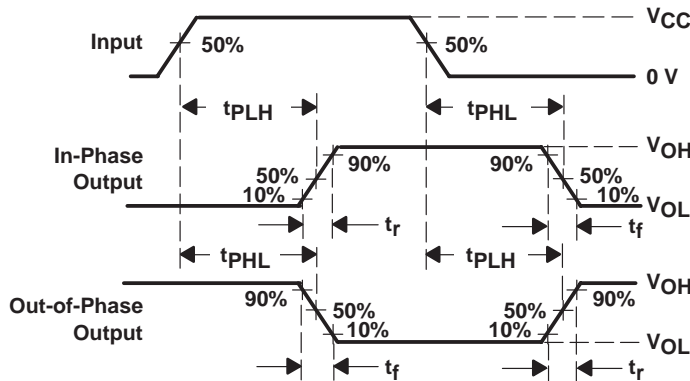 VCC
Input
50%
50%
0 V
tPLH
tPHL
In-Phase
Output
VOH
90%
90%
50%
50%
10%
10%
VOL
tr
tf
tPHL
tPLH
VOH
Out-of-Phase
Output
90%
90%
50%
50%
10%
10%
VOL
tf
tr